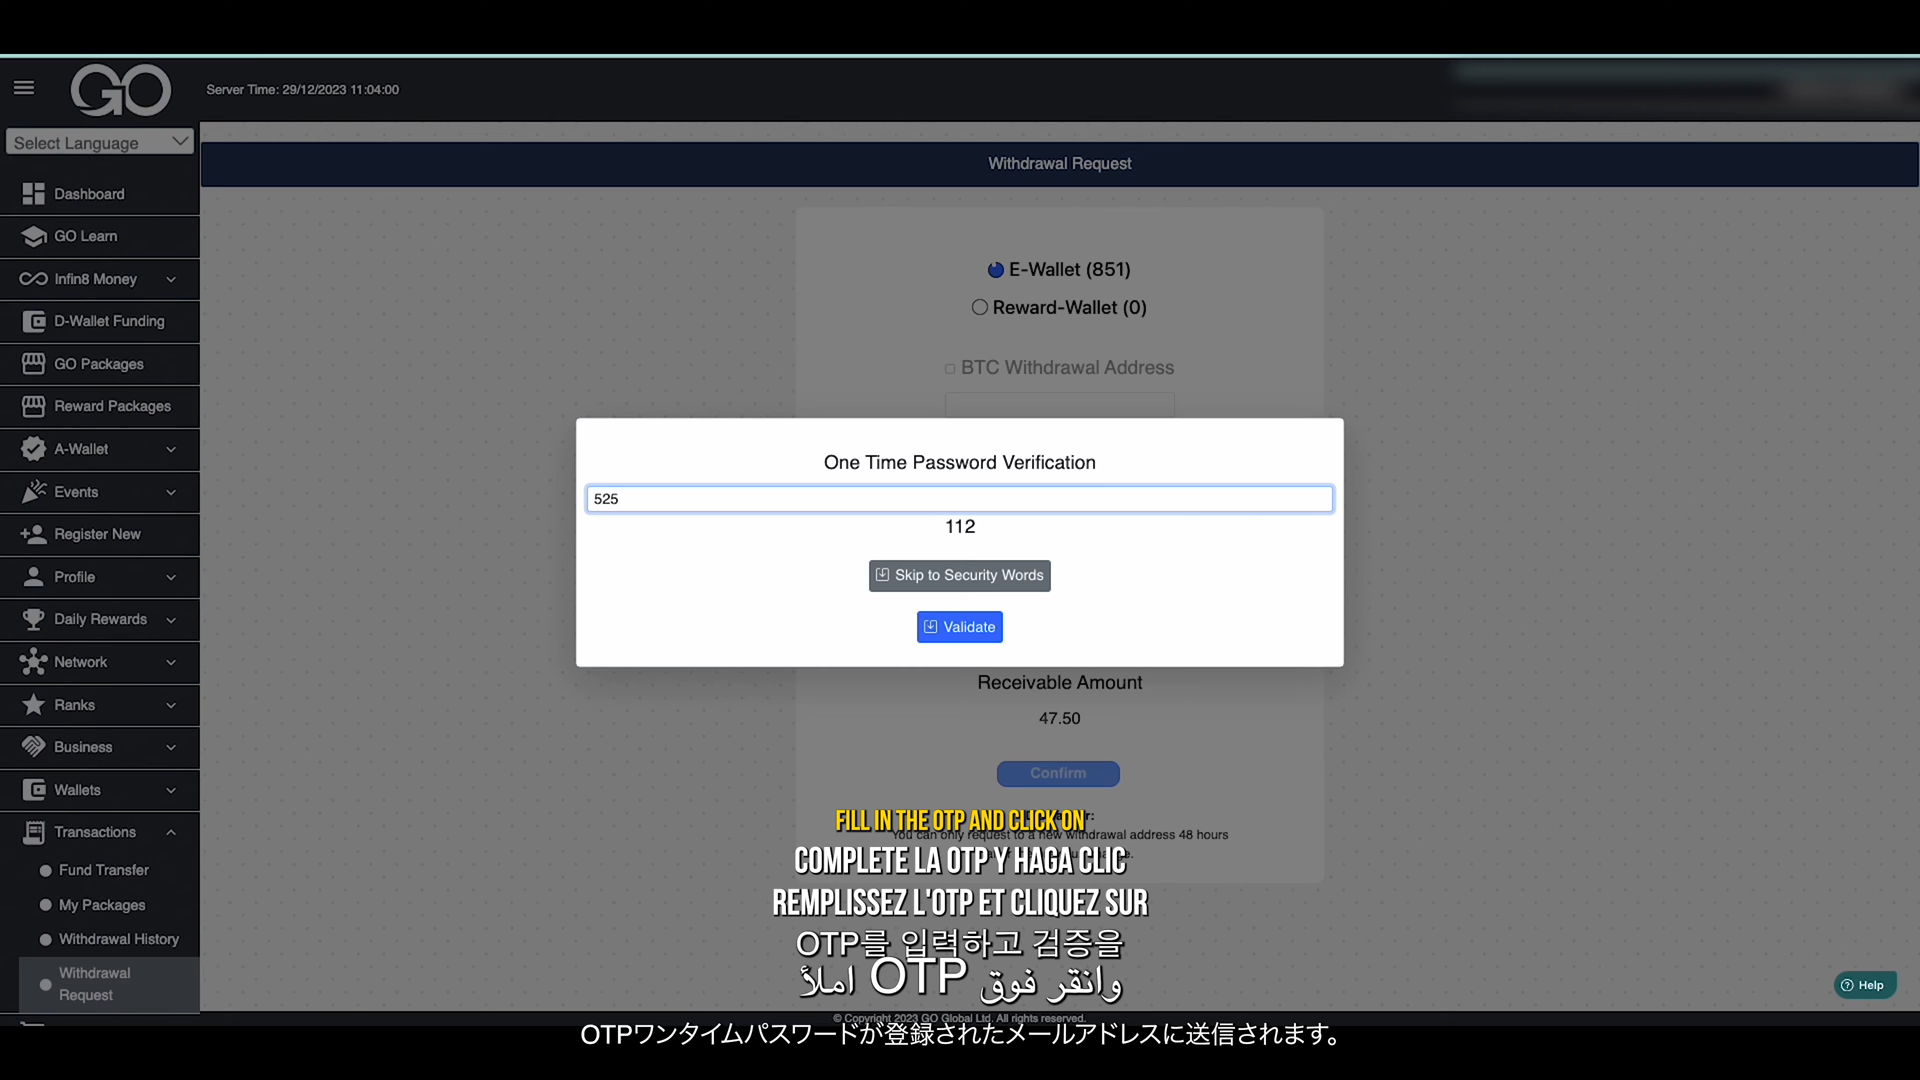 GO
Server Time: 29/12/2023 11:04:00
Select Language
Dashboard
GO Learn
Infin8 Money
D-Wallet Funding
GO Packages
Reward Packages
A-Wallet
Events
Register New
Profile
Daily Rewards
Network
Ranks
Business
Wallets
Transactions
Fund Transfer
My Packages
Withdrawal History
Withdrawal
Request
Withdrawal Request
E-Wallet (851)
Reward-Wallet (0)
BTC Withdrawal Address
One Time Password Verification
525
112
Skip to Security Words
Validate
Receivable Amount
47.50
Confirm
FILL IN THE OTP AND CLICK ON
You can only request to a new withdrawal address 48 hours
COMPLETE LA OTP Y HAGA CLIC
REMPLISSEZ L'OTP ET CLIQUEZ SUR
OTP를 입력하고 검증을
املأ OTP وانقر فوق
Help
© Copyright 2023 GO Global Ltd. All rights reserved.
OTPワンタイムパスワードが登録されたメールアドレスに送信されます。